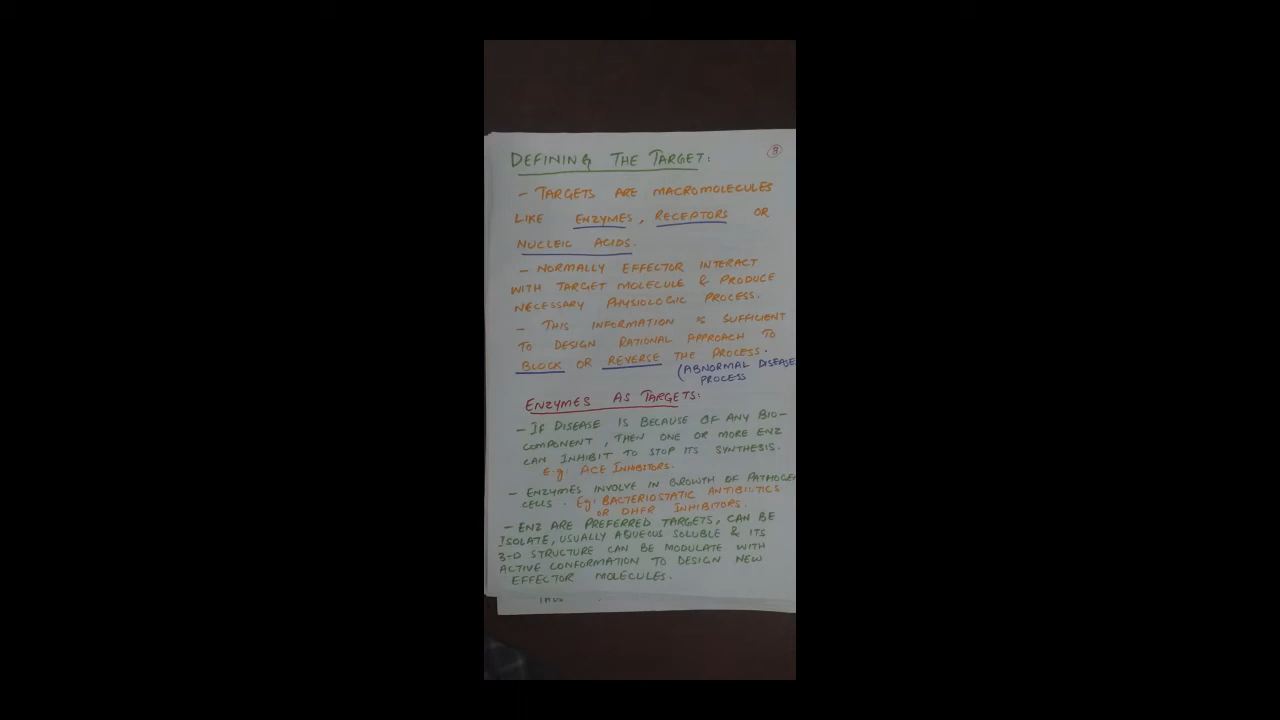 DEFINING THE TARGET:
8
- TARGETS ARE MACROMOLECULES
LIKE ENZYMES, RECEPTORS OR
NUCLEIC ACIDS.
- NORMALLY EFFECTOR INTERACT
WITH TARGET MOLECULE & PRODUCE
NECESSARY PHYSIOLOGIC PROCESS.
- THIS INFORMATION IS SUFFICIENT
TO DESIGN RATIONAL APPROACH TO
BLOCK OR REVERSE THE PROCESS.
(ABNORMAL DISEASE
PROCESS
ENZYMES AS TARGETS:
- IF DISEASE IS BECAUSE OF ANY BIO-
COMPONENT, THEN ONE OR MORE ENZ
CAN INHIBIT TO STOP ITS SYNTHESIS.
E.g: ACE INHIBITORS.
- ENZYMES INVOLVE IN GROWTH OF PATHOGEN
CELLS. Eg: BACTERIOSTATIC ANTIBIOTICS
OR DHFR INHIBITORS.
- ENZ ARE PREFERRED TARGETS, CAN BE
ISOLATE, USUALLY AQUEOUS SOLUBLE & ITS
3-D STRUCTURE CAN BE MODULATE WITH
ACTIVE CONFORMATION TO DESIGN NEW
EFFECTOR MOLECULES.